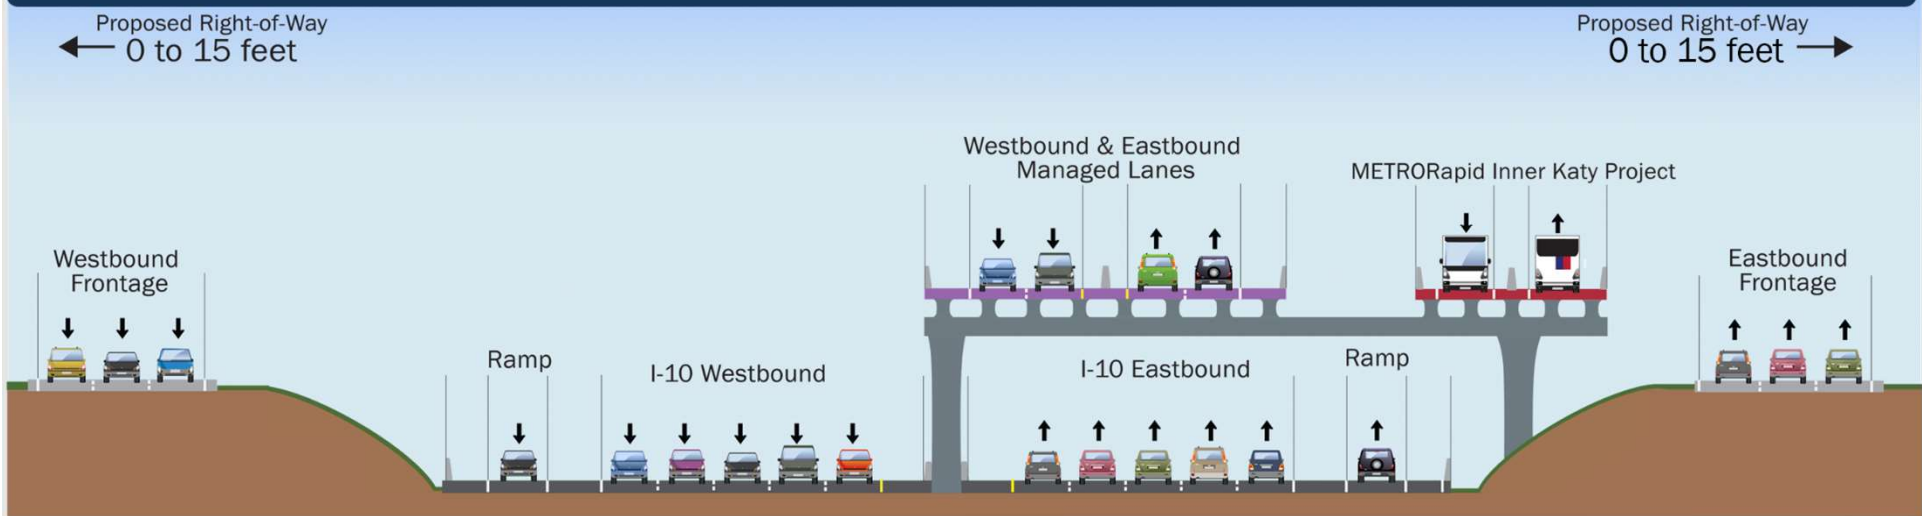 Proposed Right-of-Way
0 to 15 feet
Proposed Right-of-Way
0 to 15 feet
Westbound & Eastbound
Managed Lanes
METRORapid Inner Katy Project
Westbound
Frontage
Eastbound
Frontage
Ramp
I-10 Westbound
I-10 Eastbound
Ramp